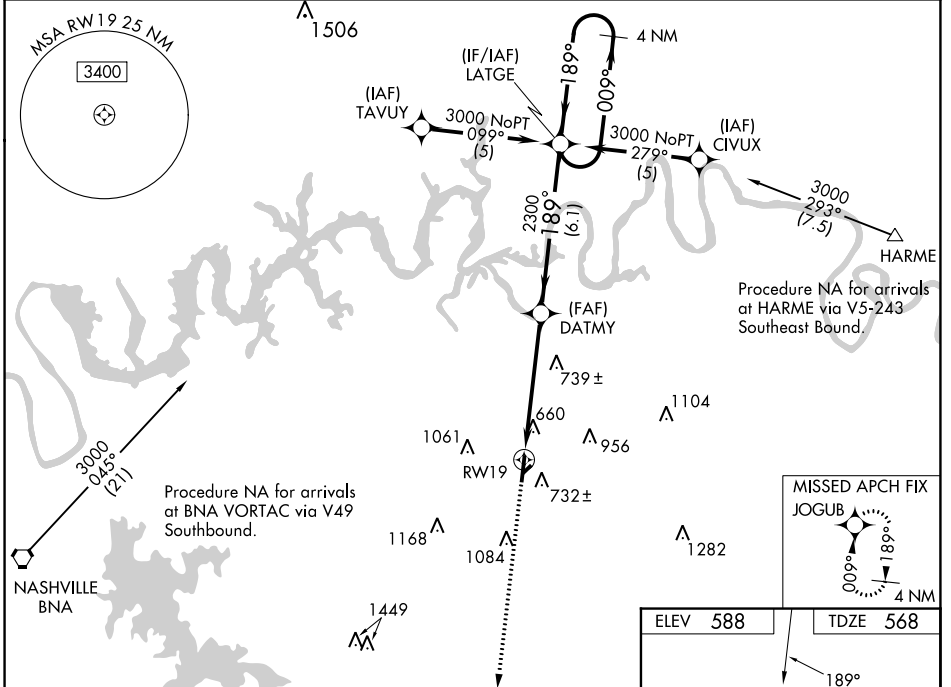 1506
MSA RW 19 25 NM
3400
4 NM
189°
009°
(IF/IAF)
LATGE
(IAF)
TAVUY
3000 NoPT
099°
(5)
3000 NoPT
279°
(5)
(IAF)
CIVUX
3000
293°
(7.5)
HARME
2300
189°
(6.1)
Procedure NA for arrivals
at HARME via V5-243
Southeast Bound.
(FAF)
DATMY
739 ±
660
1104
1061
956
RW19
732 ±
3000
045°
(21)
Procedure NA for arrivals
at BNA VORTAC via V49
Southbound.
1168
1084
1282
NASHVILLE
BNA
1449
MISSED APCH FIX
JOGUB
009°
189°
4 NM
ELEV 588
TDZE 568
189°